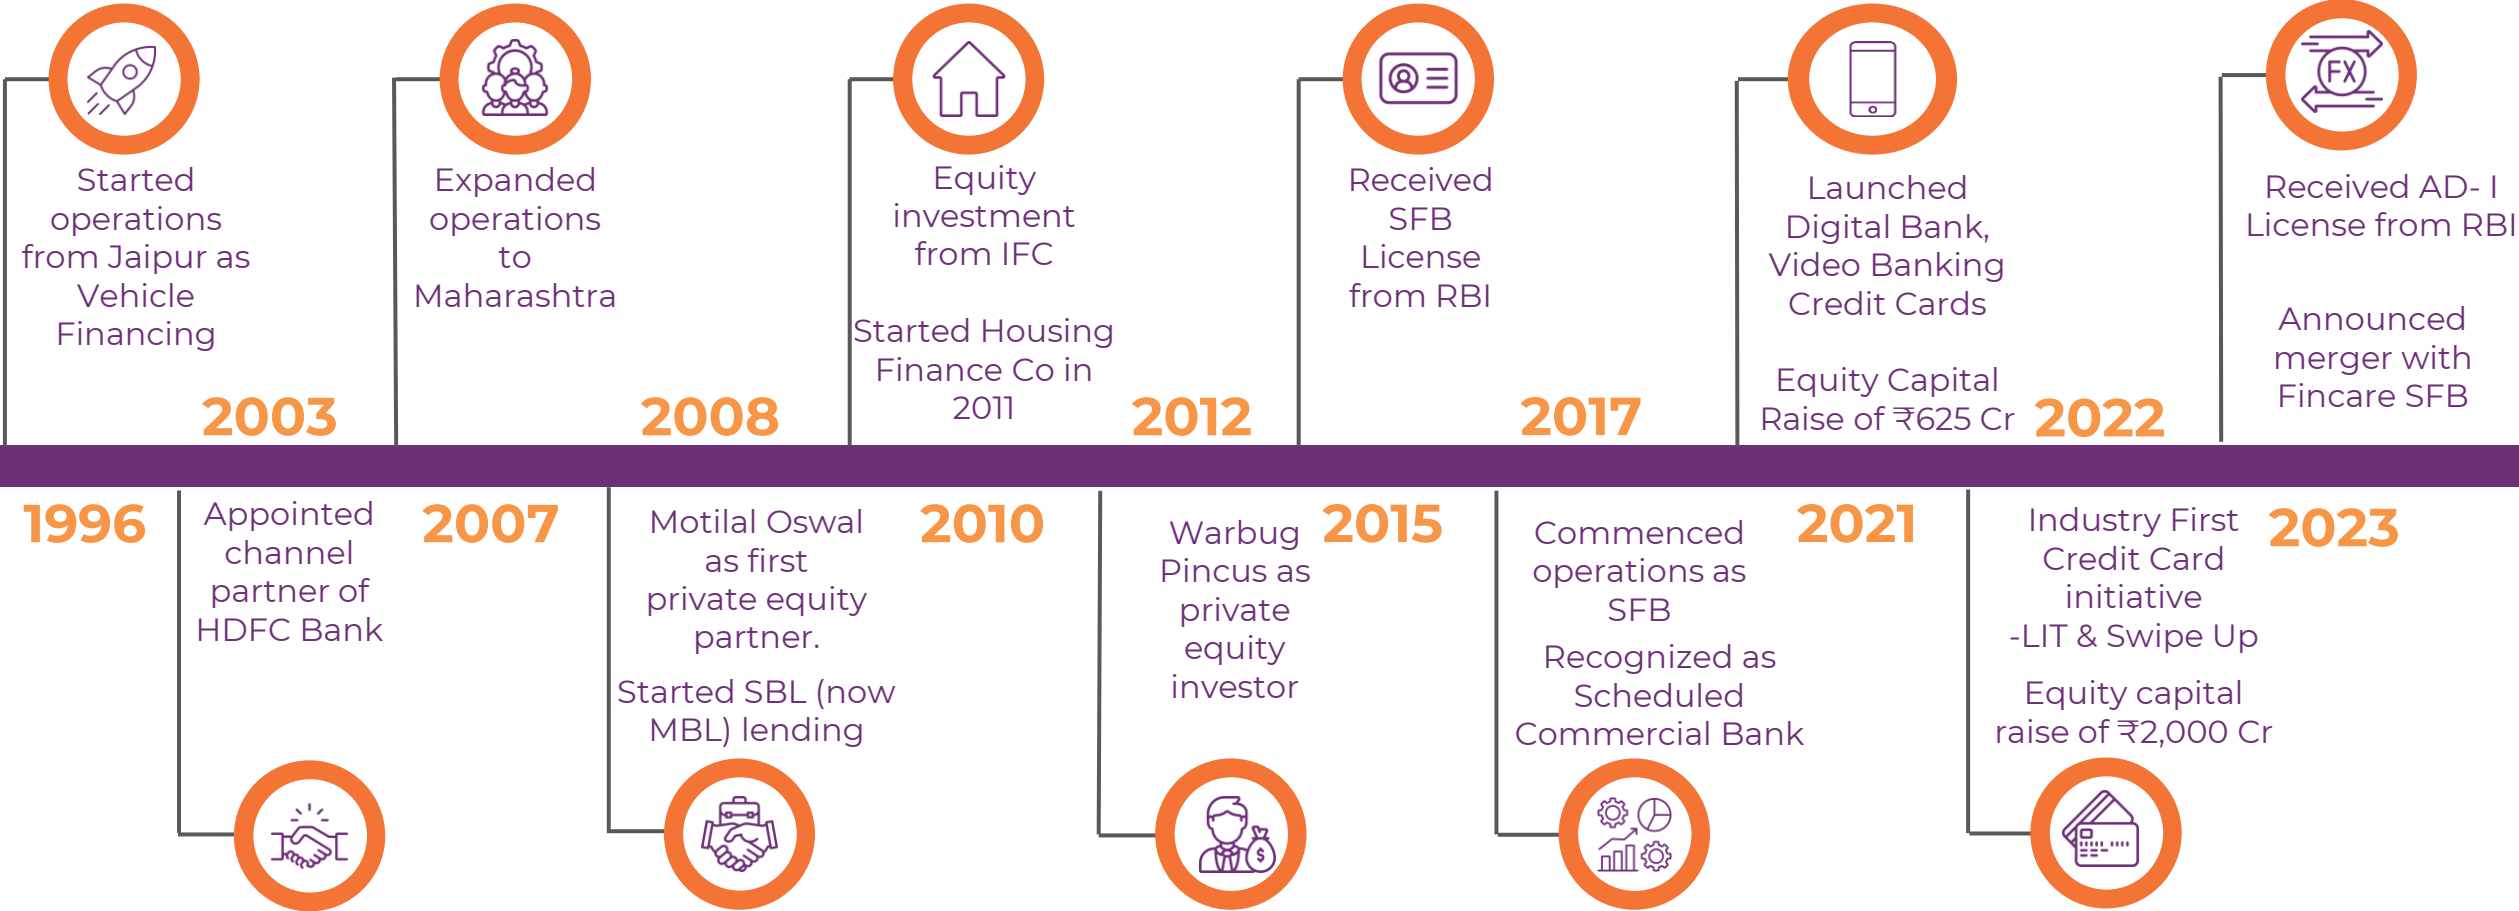 1996
Started
operations
from Jaipur as
Vehicle
Financing
2003
Appointed
channel
partner of
HDFC Bank
2007
Expanded
operations
to
Maharashtra
2008
Motilal Oswal
as first
private equity
partner.
Started SBL (now
MBL) lending
2010
Equity
investment
from IFC
Started Housing
Finance Co in
2011
2012
Warbug
Pincus as
private
equity
investor
2015
Received
SFB
License
from RBI
2017
Commenced
operations as
SFB
Recognized as
Scheduled
Commercial Bank
2021
Launched
Digital Bank,
Video Banking
Credit Cards
Equity Capital
Raise of ₹625 Cr
2022
Industry First
Credit Card
initiative
-LIT & Swipe Up
Equity capital
raise of ₹2,000 Cr
2023
FX
Received AD- I
License from RBI
Announced
merger with
Fincare SFB